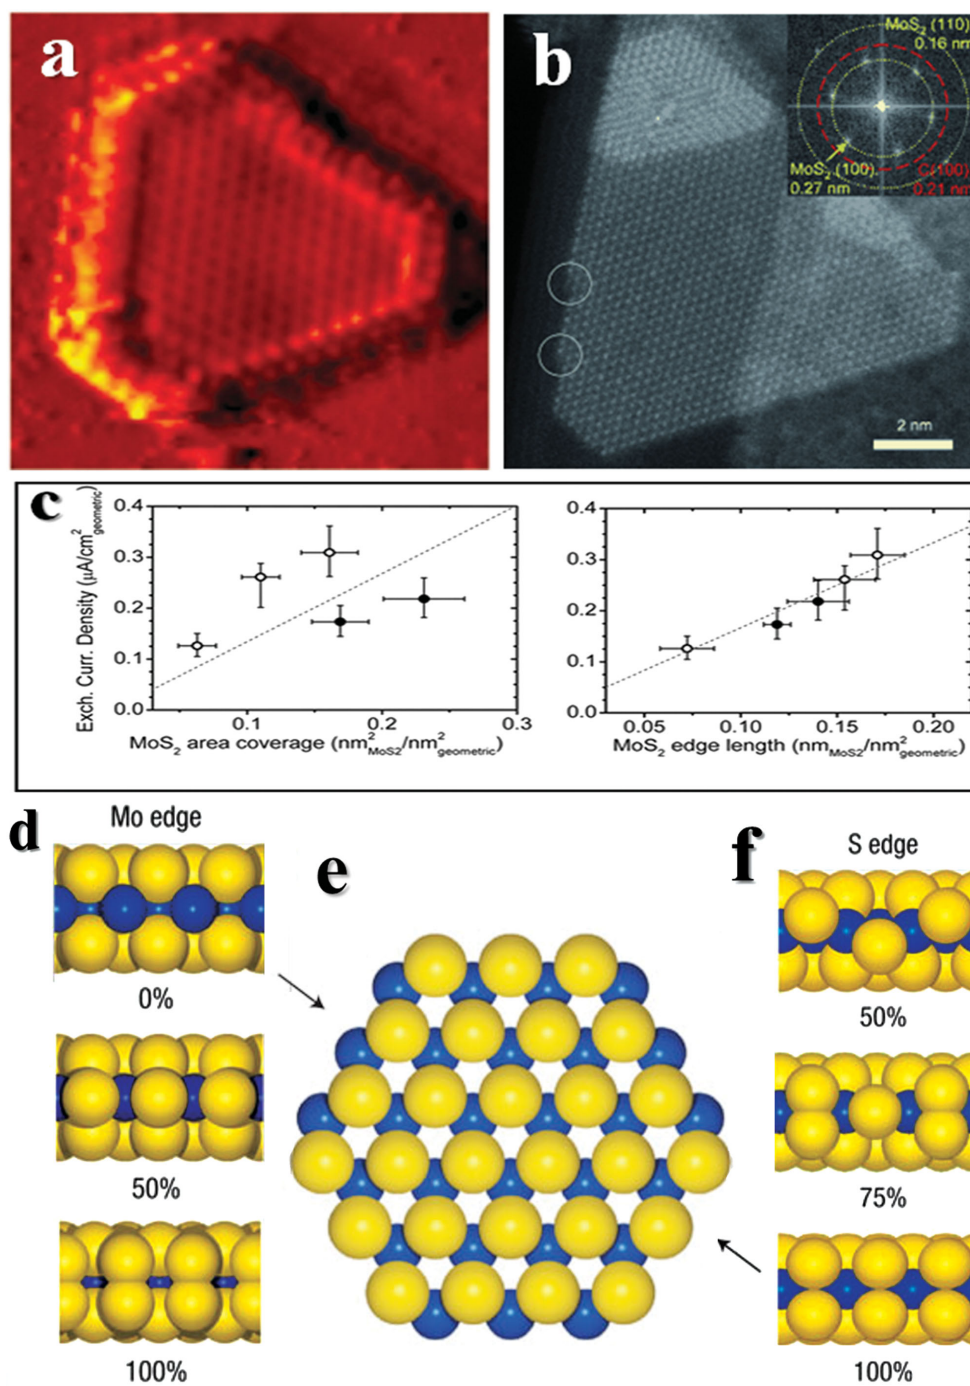 a
b
MoS2 (110)
0.16 nm
MoS2 (100)
0.27 nm
C(100)
0.21 nm
2 nm
c
Exch. Curr. Density (μA/cm2geometric)
0.4
0.3
0.2
0.1
0.0
0.1
0.2
0.3
MoS2 area coverage (nm2MoS2/nm2geometric)
0.4
0.3
0.2
0.1
0.0
0.05
0.10
0.15
0.20
MoS2 edge length (nmMoS2/nm2geometric)
d
Mo edge
0%
50%
100%
e
f
S edge
50%
75%
100%